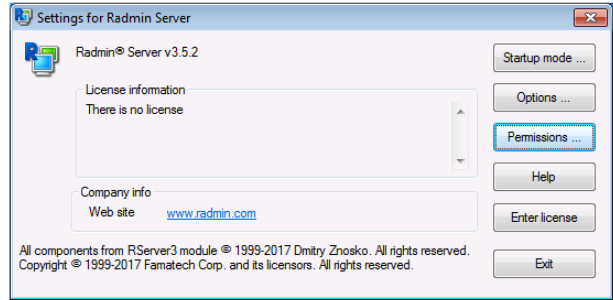 Settings for Radmin Server
Radmin® Server v3.5.2
Startup mode ...
License information
There is no license
Options ...
Permissions ...
Help
Company info
Web site www.radmin.com
Enter license
All components from RServer3 module © 1999-2017 Dmitry Znosko. All rights reserved.
Copyright © 1999-2017 Famatech Corp. and its licensors. All rights reserved.
Exit